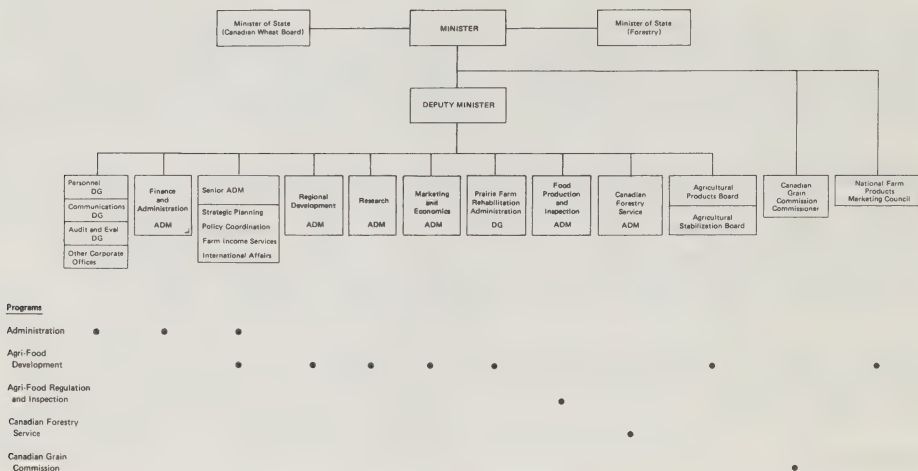 Minister of State
(Canadian Wheat Board)
MINISTER
Minister of State
(Forestry)
DEPUTY MINISTER
Personnel
DG
Communications
DG
Audit and Eval
DG
Other Corporate
Offices
Finance
and
Administration
ADM
Senior ADM
Strategic Planning
Policy Coordination
Farm Income Services
International Affairs
Regional
Development
ADM
Research
ADM
Marketing
and
Economics
ADM
Prairie Farm
Rehabilitation
Administration
DG
Food
Production
and
Inspection
ADM
Canadian
Forestry
Service
ADM
Agricultural
Products Board
Agricultural
Stabilization Board
Canadian
Grain
Commission
Commissioner
National Farm
Products
Marketing Council
Programs
Administration
Agri-Food
Development
Agri-Food Regulation
and Inspection
Canadian Forestry
Service
Canadian Grain
Commission